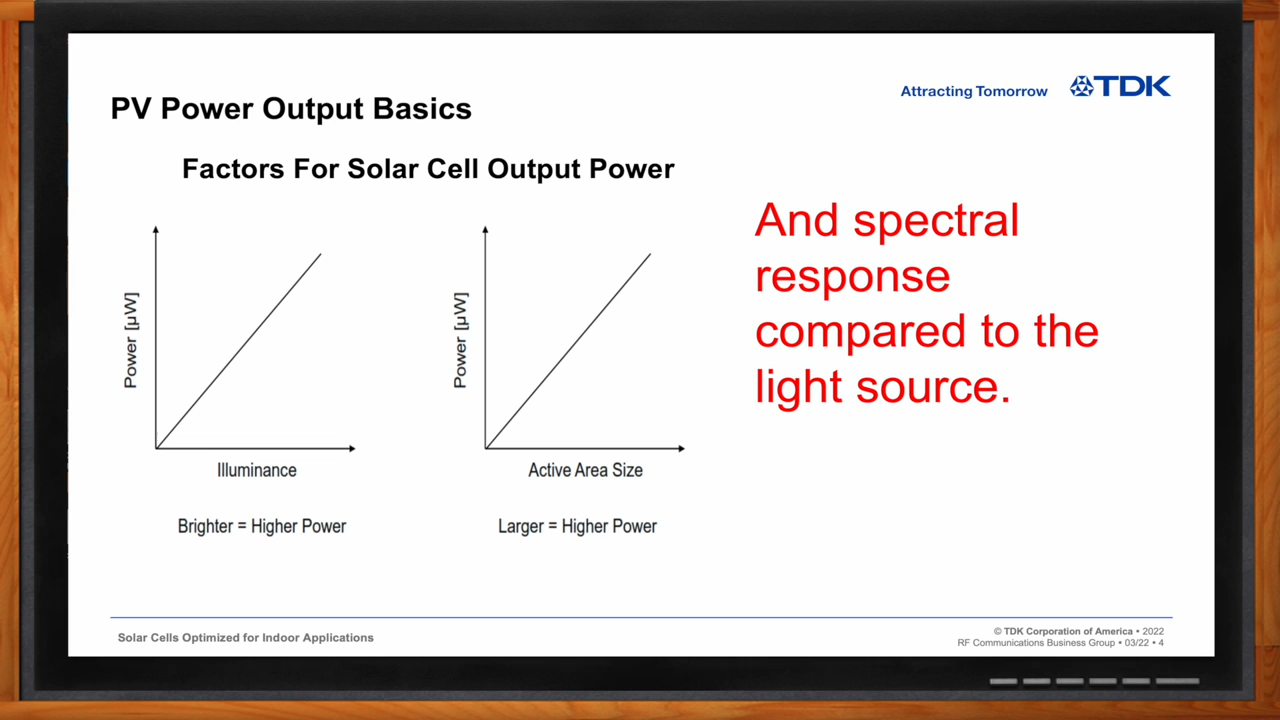 Attracting Tomorrow
TDK
PV Power Output Basics
Factors For Solar Cell Output Power
Power [µW]
Illuminance
Brighter = Higher Power
Power [µW]
Active Area Size
Larger = Higher Power
And spectral
response
compared to the
light source.
Solar Cells Optimized for Indoor Applications
© TDK Corporation of America • 2022
RF Communications Business Group • 03/22 • 4